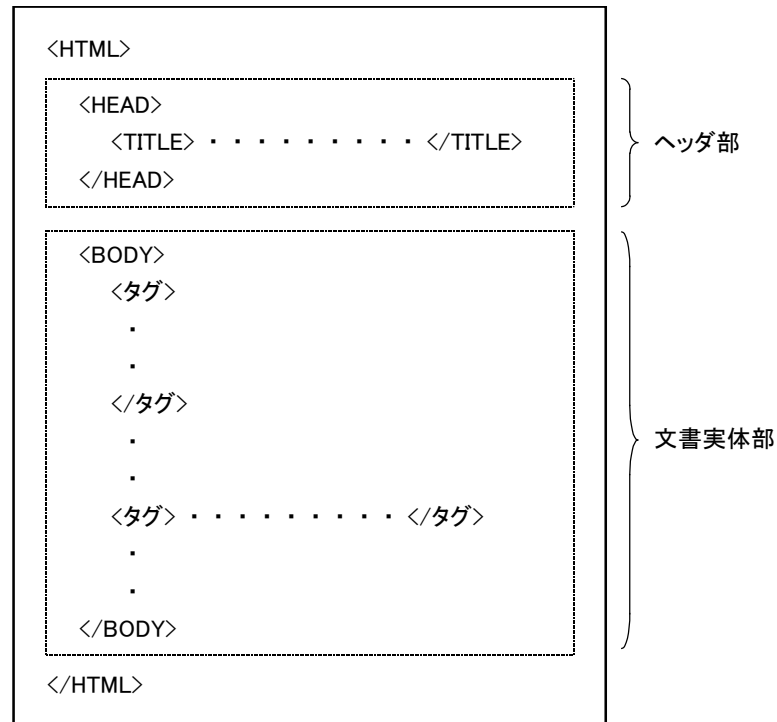 <HTML>
<HEAD>
<TITLE>・・・・・・・・・</TITLE>
</HEAD>
ヘッダ部
<BODY>
<タグ>
・
・
</タグ>
・
・
文書実体部
<タグ>・・・・・・・・・</タグ>
・
・
</BODY>
</HTML>